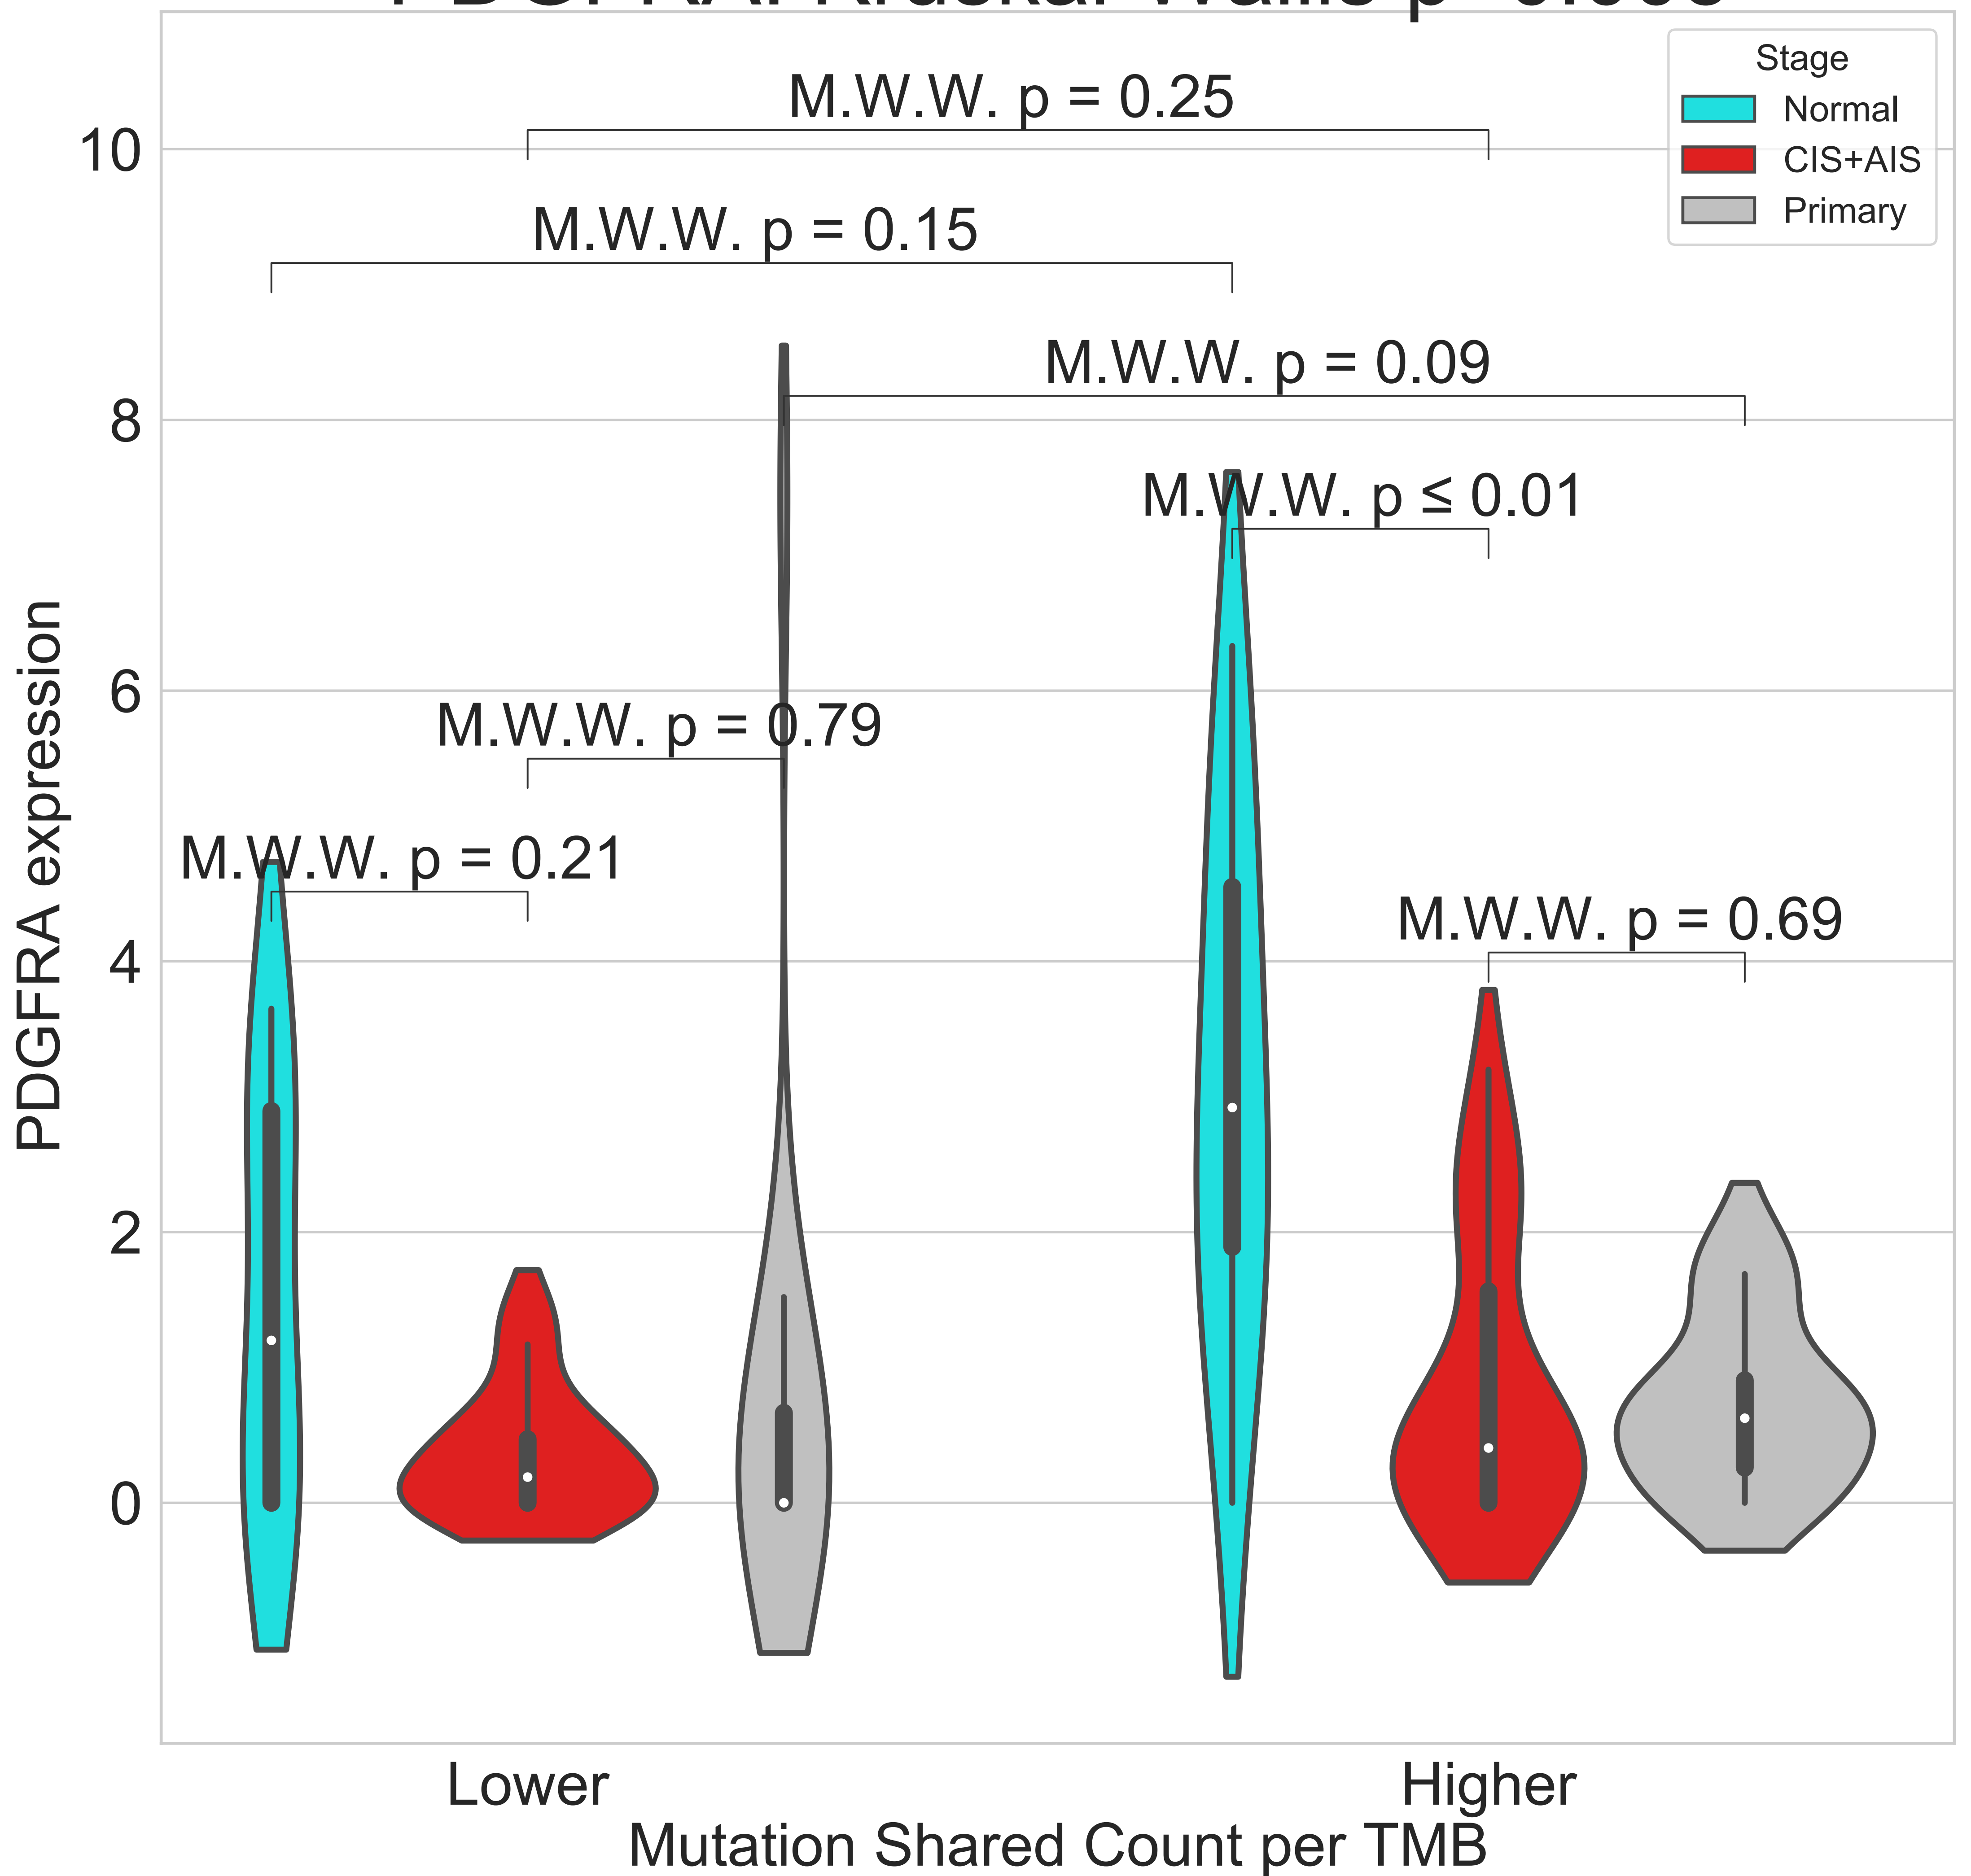 Stage
Normal
CIS+AIS
Primary
M.W.W. p = 0.25
M.W.W. p = 0.15
M.W.W. p = 0.09
M.W.W. p ≤ 0.01
M.W.W. p = 0.79
M.W.W. p = 0.21
M.W.W. p = 0.69
10
8
6
4
2
0
PDGFRA expression
Lower
Higher
Mutation Shared Count per TMB